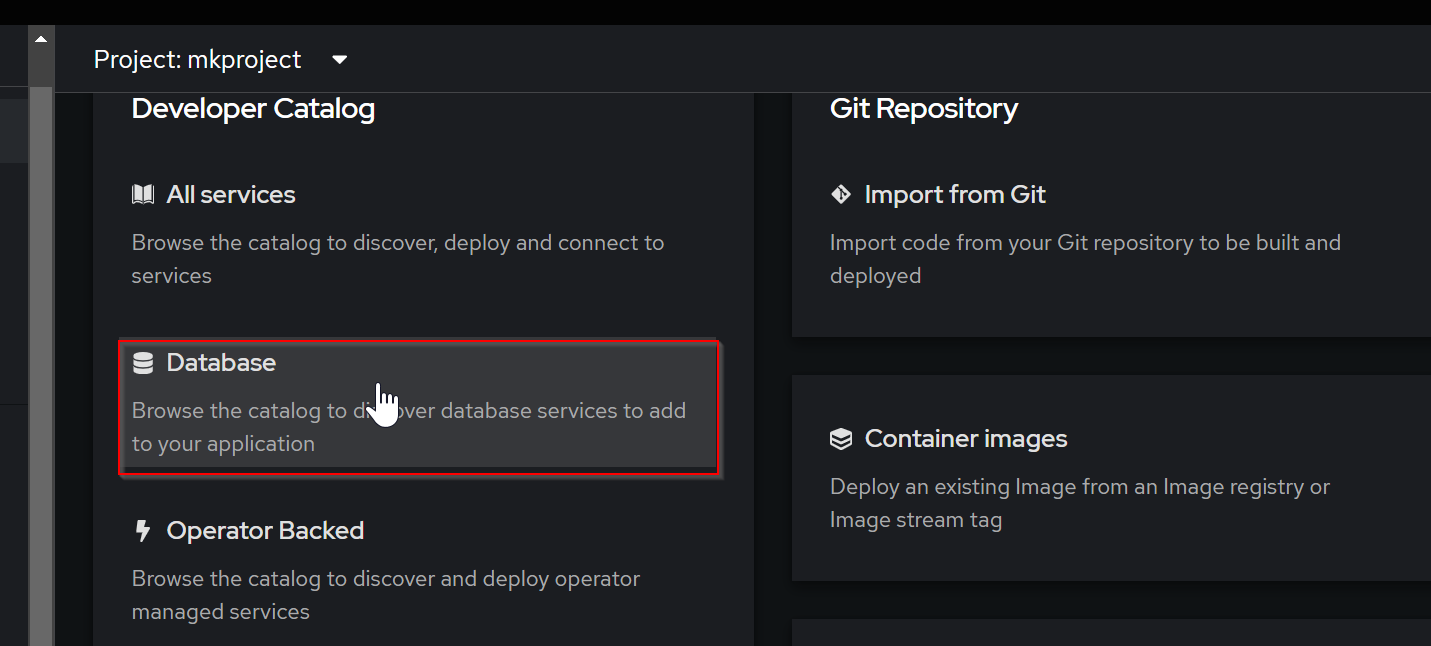 Project: mkproject
Developer Catalog
All services
Browse the catalog to discover, deploy and connect to
services
Database
Browse the catalog to discover database services to add
to your application
Operator Backed
Browse the catalog to discover and deploy operator
managed services
Git Repository
Import from Git
Import code from your Git repository to be built and
deployed
Container images
Deploy an existing Image from an Image registry or
Image stream tag